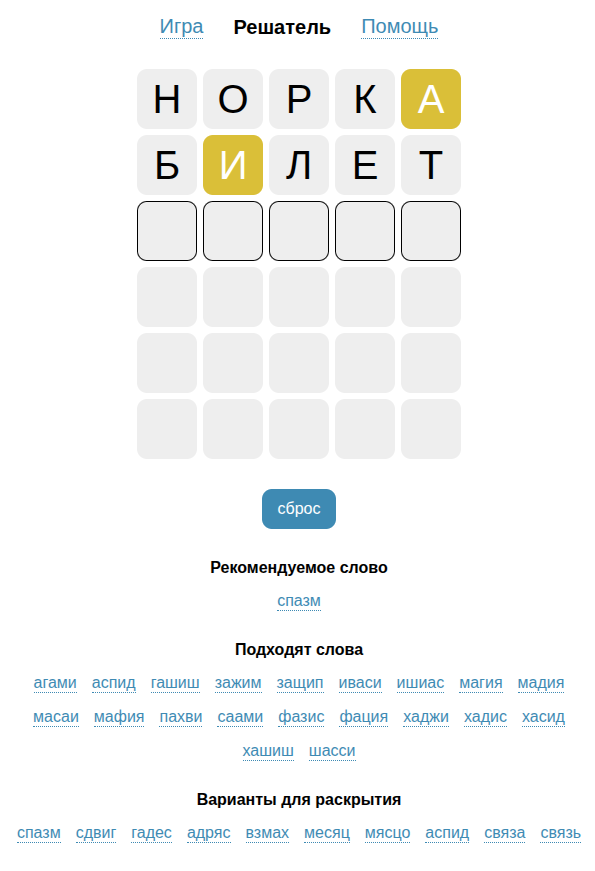 Игра Решатель Помощь
НОРКА
БИЛЕТ
сброс
Рекомендуемое слово
спазм
Подходят слова
агами аспид гашиш зажим защип иваси ишиас магия мадия
масаи мафия пахви саами фазис фация хаджи хадис хасид
хашиш шасси
Варианты для раскрытия
спазм сдвиг гадес адряс взмах месяц мясцо аспид связа связь